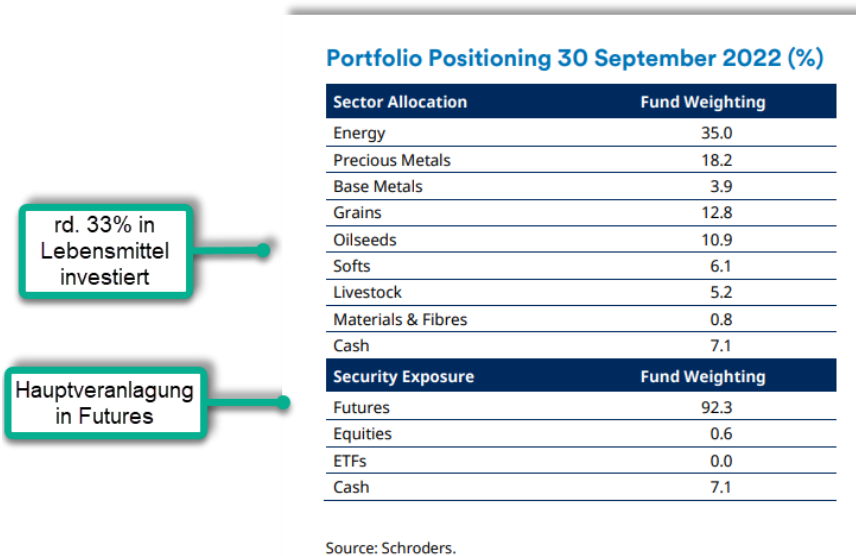 Portfolio Positioning 30 September 2022 (%)
Sector Allocation Fund Weighting
Energy 35.0
Precious Metals 18.2
Base Metals 3.9
Grains 12.8
Oilseeds 10.9
Softs 6.1
Livestock 5.2
Materials & Fibres 0.8
Cash 7.1
Security Exposure Fund Weighting
Futures 92.3
Equities 0.6
ETFs 0.0
Cash 7.1
Source: Schroders.
rd. 33% in
Lebensmittel
investiert
Hauptveranlagung
in Futures